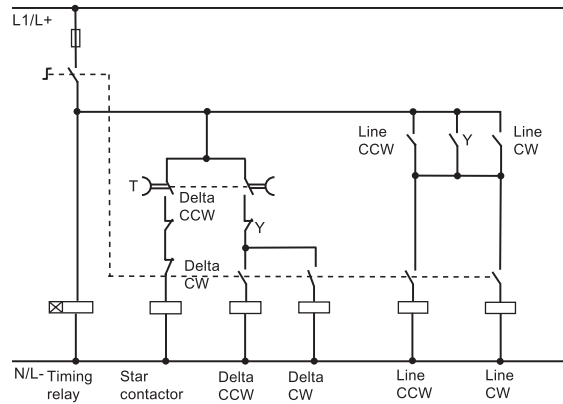 L1/L+
Line
CCW
Y
Line
CW
T
Delta
CCW
Y
Delta
CW
N/L-
Timing
relay
Star
contactor
Delta
CCW
Delta
CW
Line
CCW
Line
CW